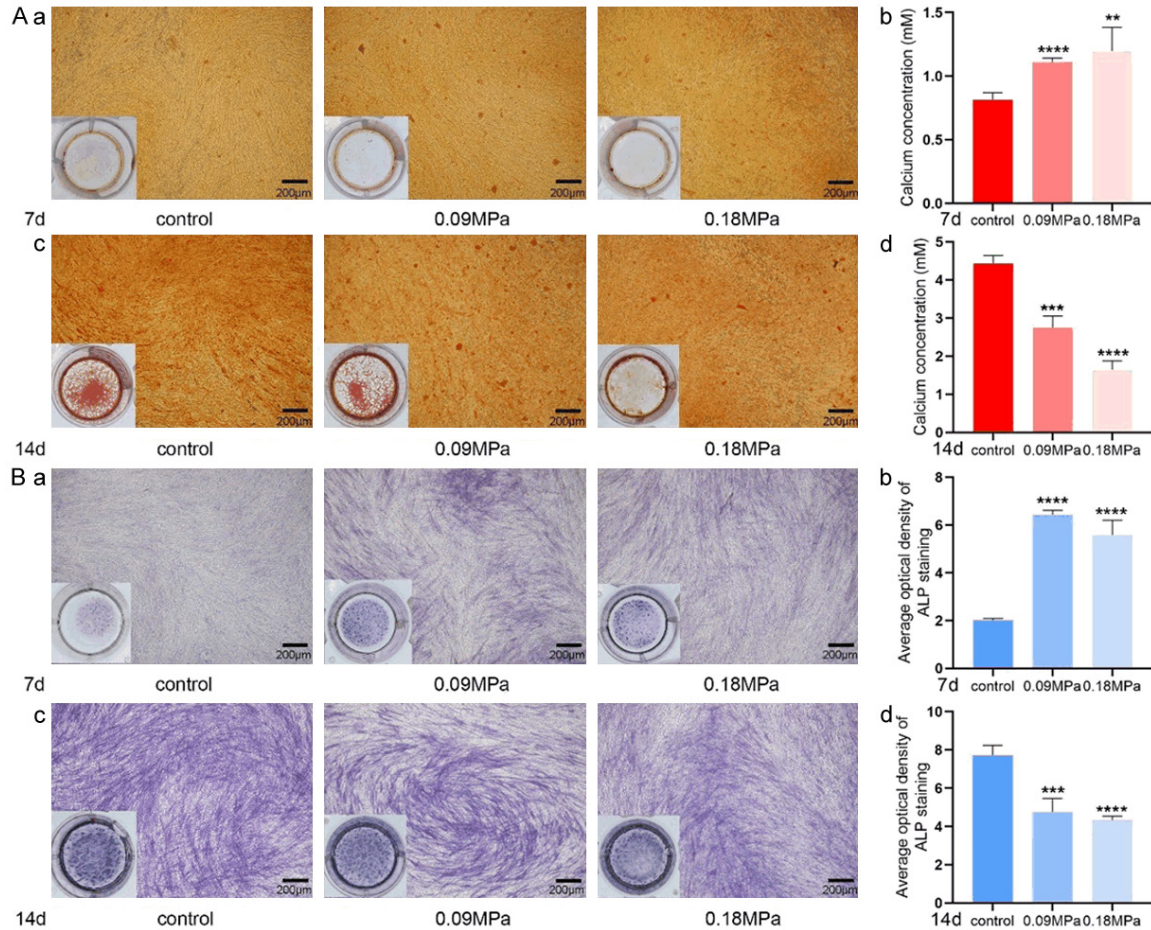 A a
200μm
200μm
200μm
7d control 0.09MPa 0.18MPa
b
Calcium concentration (mM)
1.5
1.0
0.5
0.0
**** **
7d control 0.09MPa 0.18MPa
c
200μm
200μm
200μm
14d control 0.09MPa 0.18MPa
d
Calcium concentration (mM)
5
4
3
2
1
0
*** ****
14d control 0.09MPa 0.18MPa
B a
200μm
200μm
200μm
7d control 0.09MPa 0.18MPa
b
Average optical density of
ALP staining
8
6
4
2
0
**** ****
7d control 0.09MPa 0.18MPa
c
200μm
200μm
200μm
14d control 0.09MPa 0.18MPa
d
Average optical density of
ALP staining
10
8
6
4
2
0
*** ****
14d control 0.09MPa 0.18MPa